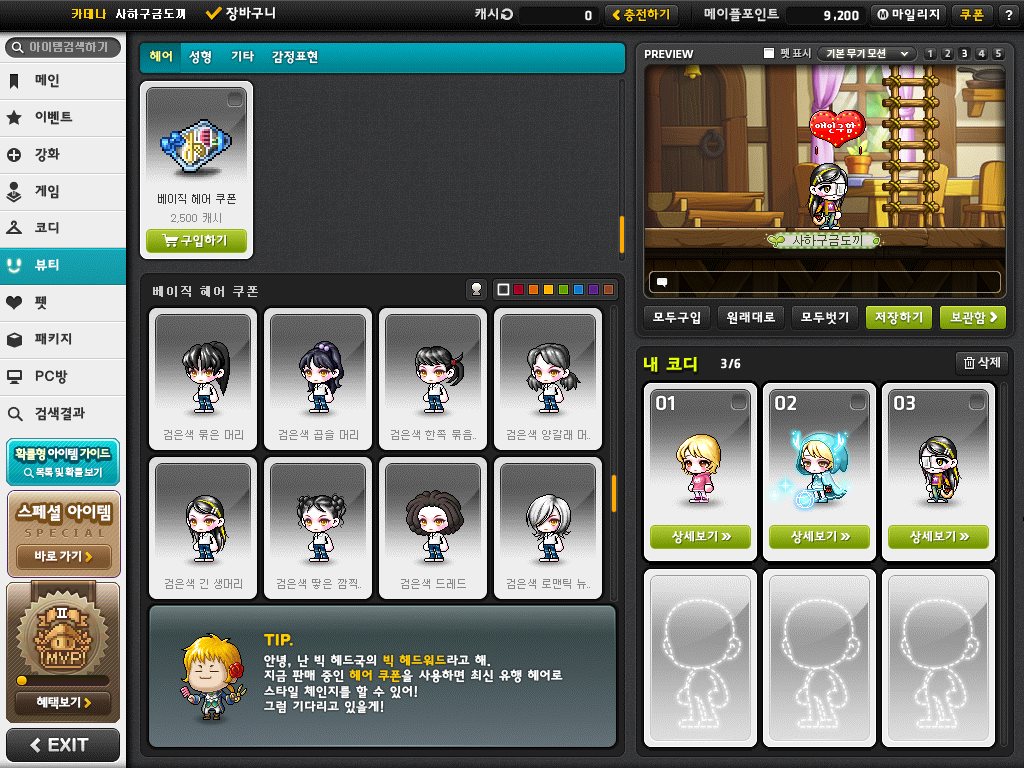 카데나 사하구금도끼 장바구니 캐시 0 충전하기 메이플포인트 9,200 마일리지 쿠폰 ?
아이템검색하기
메인
이벤트
강화
게임
코디
뷰티
펫
패키지
PC방
검색결과
확률형 아이템 가이드
목록 및 확률 보기
스페셜 아이템
SPECIAL
바로 가기
II
MVP
혜택보기
EXIT
헤어 성형 기타 감정표현
베이직 헤어 쿠폰
2,500 캐시
구입하기
베이직 헤어 쿠폰
검은색 묶은 머리 검은색 곱슬 머리 검은색 한쪽 묶음.. 검은색 양갈래 머..
검은색 긴 생머리 검은색 땋은 깜찍.. 검은색 드레드 검은색 로맨틱 뉴..
TIP.
안녕, 난 빅 헤드국의 빅 헤드워드라고 해.
지금 판매 중인 헤어 쿠폰을 사용하면 최신 유행 헤어로
스타일 체인지를 할 수 있어!
그럼 기다리고 있을게!
PREVIEW 펫 표시 기본 무기 모션 1 2 3 4 5
애인구함
사하구금도끼
모두구입 원래대로 모두벗기 저장하기 보관함
내 코디 3/6 삭제
01 02 03
상세보기 상세보기 상세보기